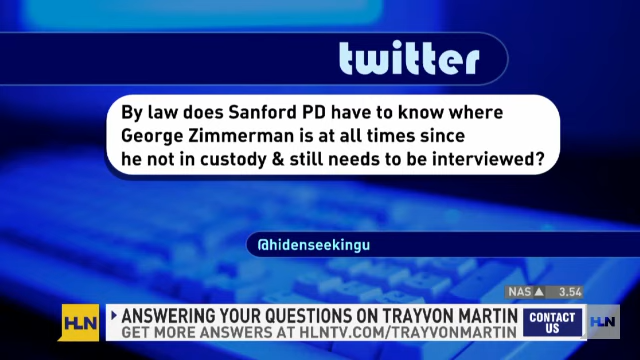 twitter
By law does Sanford PD have to know where
George Zimmerman is at all times since
he not in custody & still needs to be interviewed?
@hidenseekingu
NAS ▲ 3.54
HLN
ANSWERING YOUR QUESTIONS ON TRAYVON MARTIN
GET MORE ANSWERS AT HLNTV.COM/TRAYVONMARTIN
CONTACT
US
HLN